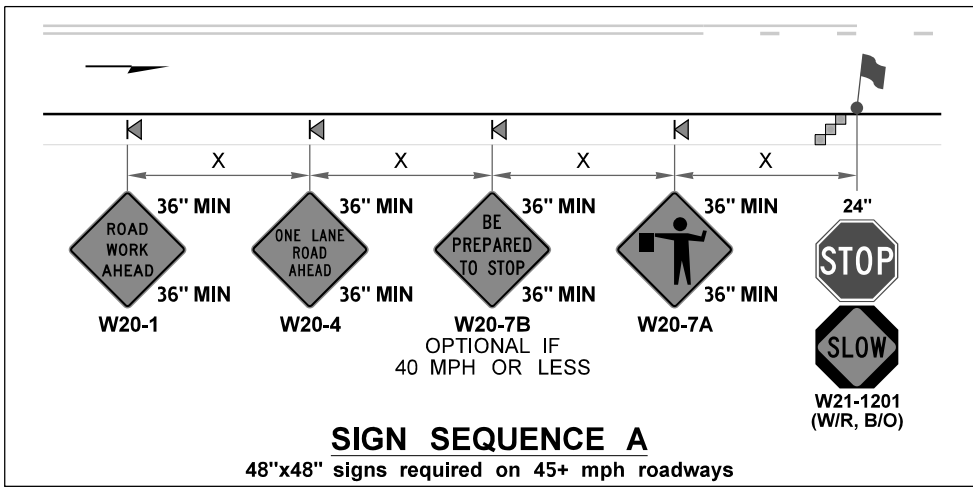 X X X X
36" MIN 36" MIN 36" MIN 36" MIN 24"
ROAD
WORK
AHEAD
ONE LANE
ROAD
AHEAD
BE
PREPARED
TO STOP
STOP
36" MIN 36" MIN 36" MIN 36" MIN
W20-1 W20-4 W20-7B W20-7A
OPTIONAL IF
40 MPH OR LESS
SLOW
W21-1201
(W/R, B/O)
SIGN SEQUENCE A
48"x48" signs required on 45+ mph roadways